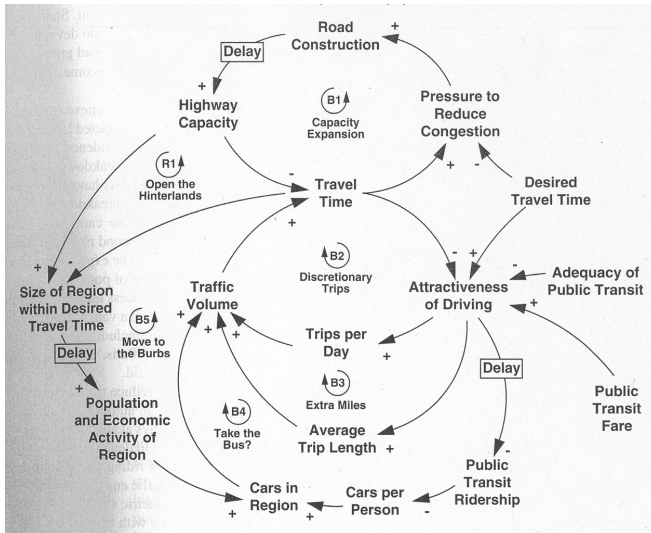 Road
Construction
+
Delay
+
Highway
Capacity
B1
Capacity
Expansion
Pressure to
Reduce
Congestion
+
-
R1
Open the
Hinterlands
-
Travel
Time
+
Desired
Travel Time
B2
Discretionary
Trips
-
+
+
-
Size of Region
within Desired
Travel Time
Traffic
Volume
+
+
+
Attractiveness
of Driving
-
+
Adequacy of
Public Transit
B5
Move to
the Burbs
Trips per
Day
+
Delay
Delay
+
Population
and Economic
Activity of
Region
B3
Extra Miles
B4
Take the
Bus?
Average
Trip Length
+
Public
Transit
Fare
-
Public
Transit
Ridership
Cars in
Region
+
+
Cars per
Person
-